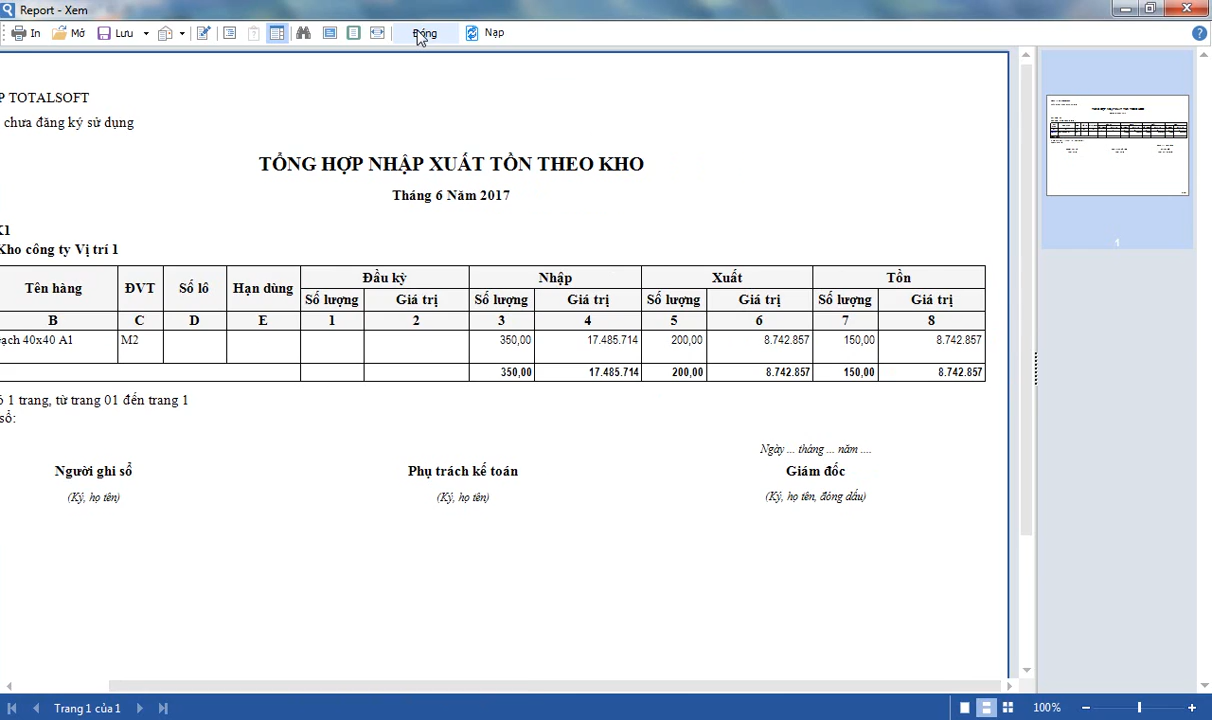 Report - Xem
In Mở Lưu Đóng Nạp
P TOTALSOFT
chưa đăng ký sử dụng
TỔNG HỢP NHẬP XUẤT TỒN THEO KHO
Tháng 6 Năm 2017
K1
Kho công ty Vị trí 1
Tên hàng ĐVT Số lô Hạn dùng Đầu kỳ Nhập Xuất Tồn
Số lượng Giá trị Số lượng Giá trị Số lượng Giá trị Số lượng Giá trị
B C D E 1 2 3 4 5 6 7 8
ạch 40x40 A1 M2 350,00 17.485.714 200,00 8.742.857 150,00 8.742.857
350,00 17.485.714 200,00 8.742.857 150,00 8.742.857
ó 1 trang, từ trang 01 đến trang 1
sổ:
Ngày ... tháng ... năm ....
Người ghi sổ Phụ trách kế toán Giám đốc
(Ký, họ tên) (Ký, họ tên) (Ký, họ tên, đóng dấu)
1
Trang 1 của 1 100%